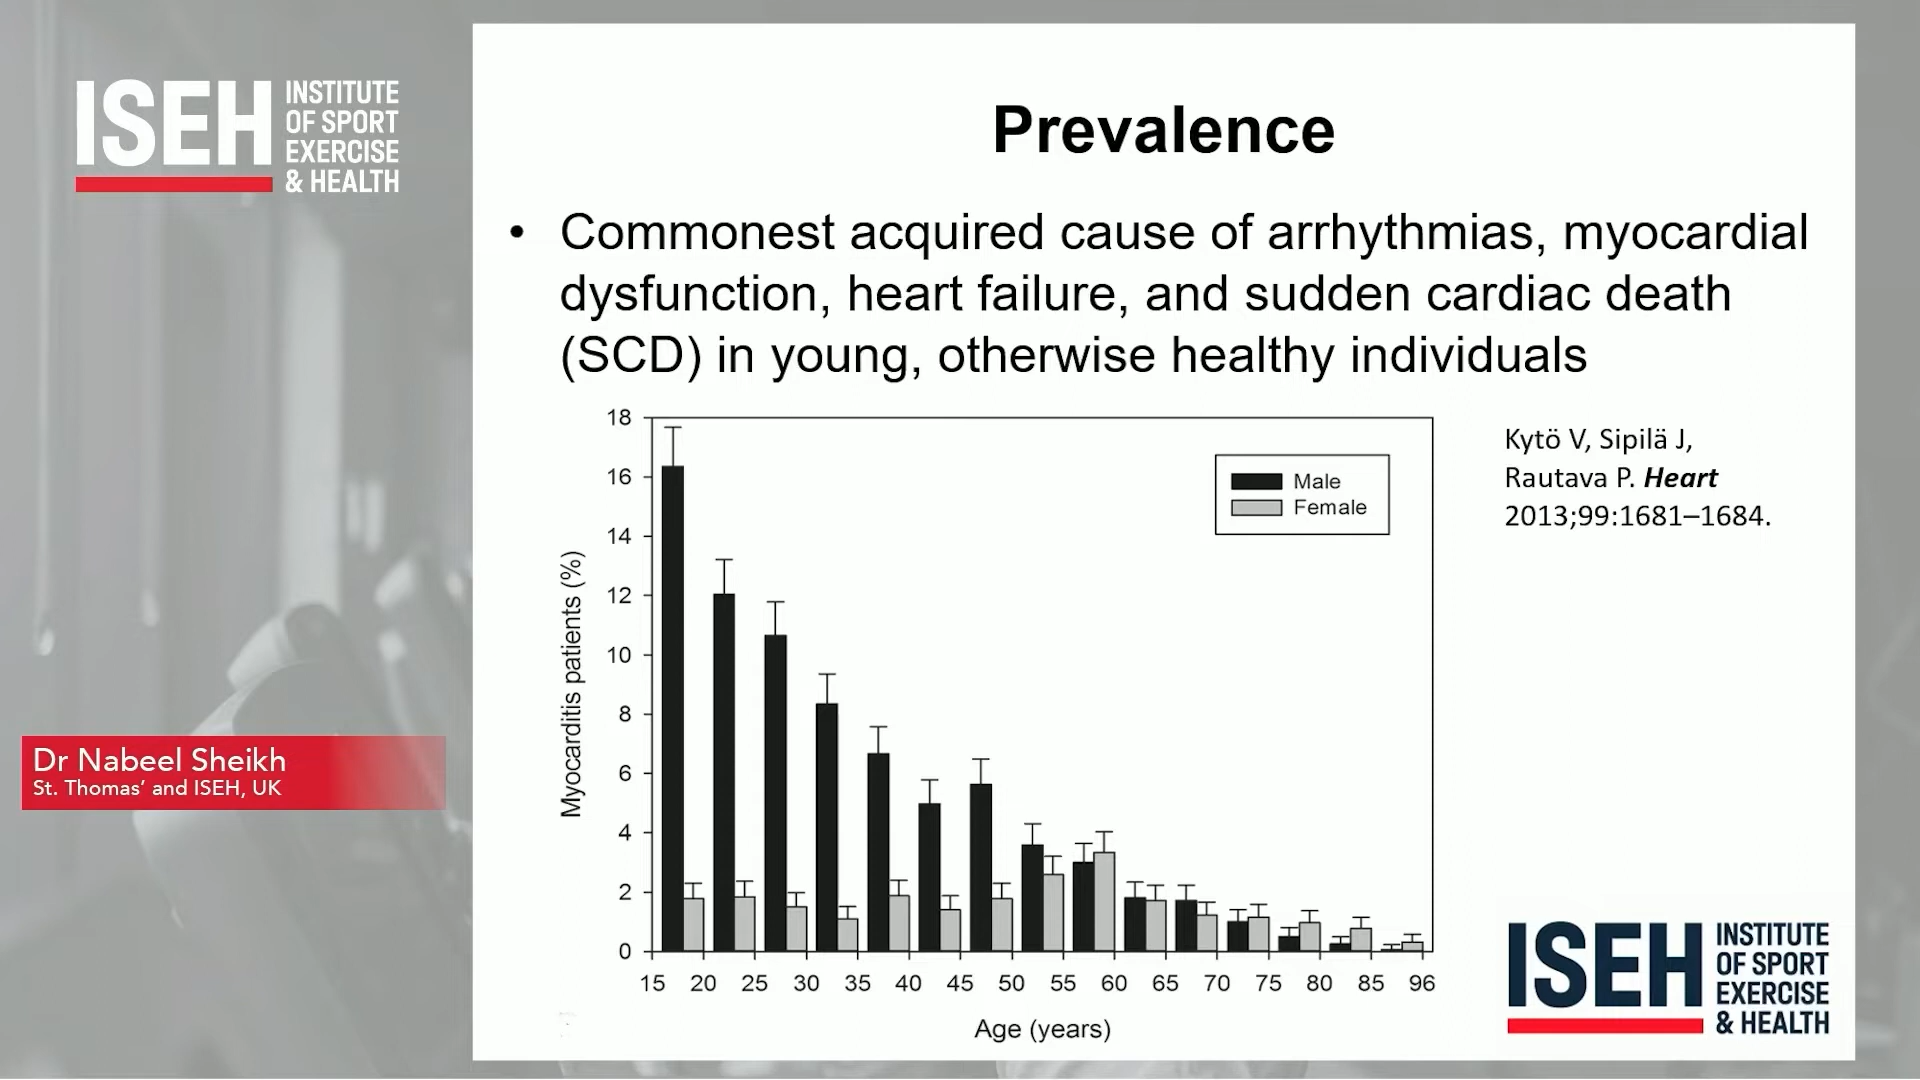 ISEH
INSTITUTE
OF SPORT
EXERCISE
& HEALTH
Prevalence
• Commonest acquired cause of arrhythmias, myocardial
dysfunction, heart failure, and sudden cardiac death
(SCD) in young, otherwise healthy individuals
Kytö V, Sipilä J,
Rautava P. Heart
2013;99:1681–1684.
Myocarditis patients (%)
18
16
14
12
10
8
6
4
2
0
Male
Female
15 20 25 30 35 40 45 50 55 60 65 70 75 80 85 96
Age (years)
Dr Nabeel Sheikh
St. Thomas’ and ISEH, UK
ISEH
INSTITUTE
OF SPORT
EXERCISE
& HEALTH